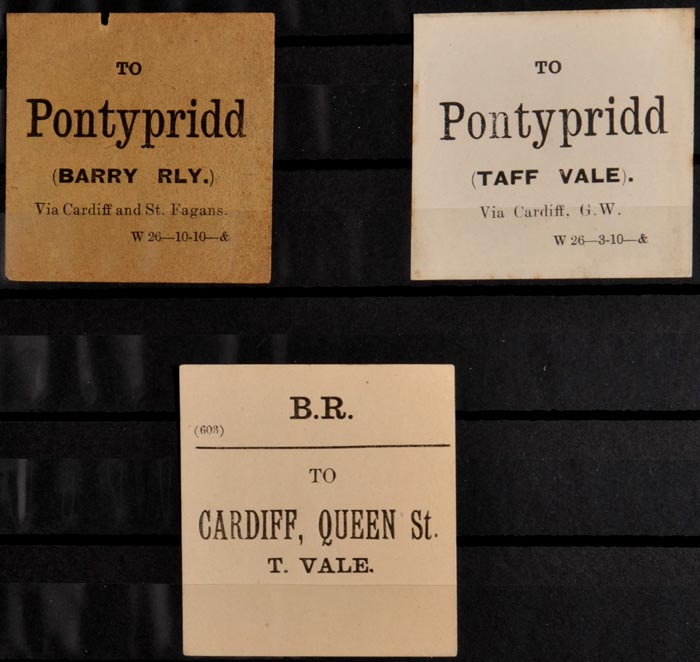 TO
Pontypridd
(BARRY RLY.)
Via Cardiff and St. Fagans.
W 26—10-10—&
TO
Pontypridd
(TAFF VALE).
Via Cardiff, G.W.
W 26—3-10—&
B.R.
(603)
TO
CARDIFF, QUEEN St.
T. VALE.